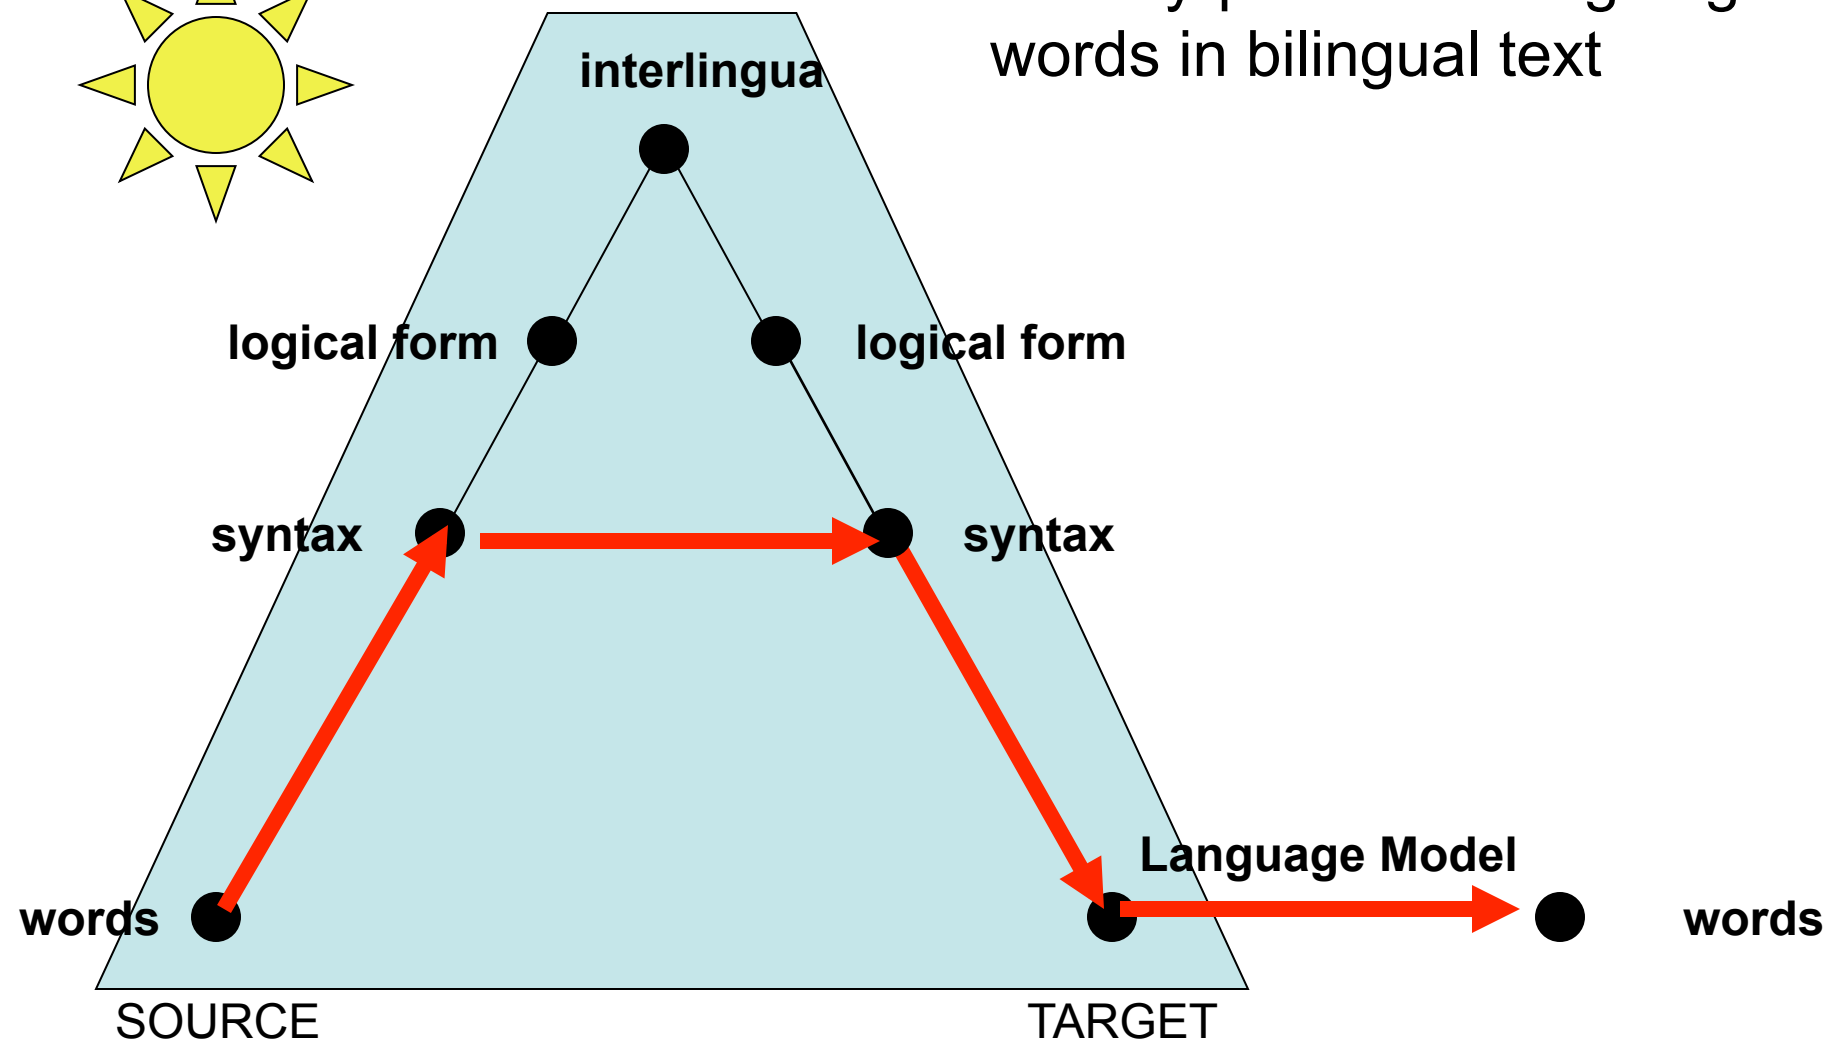 words in bilingual text
interlingua
logical form
logical form
syntax
syntax
Language Model
words
words
SOURCE
TARGET